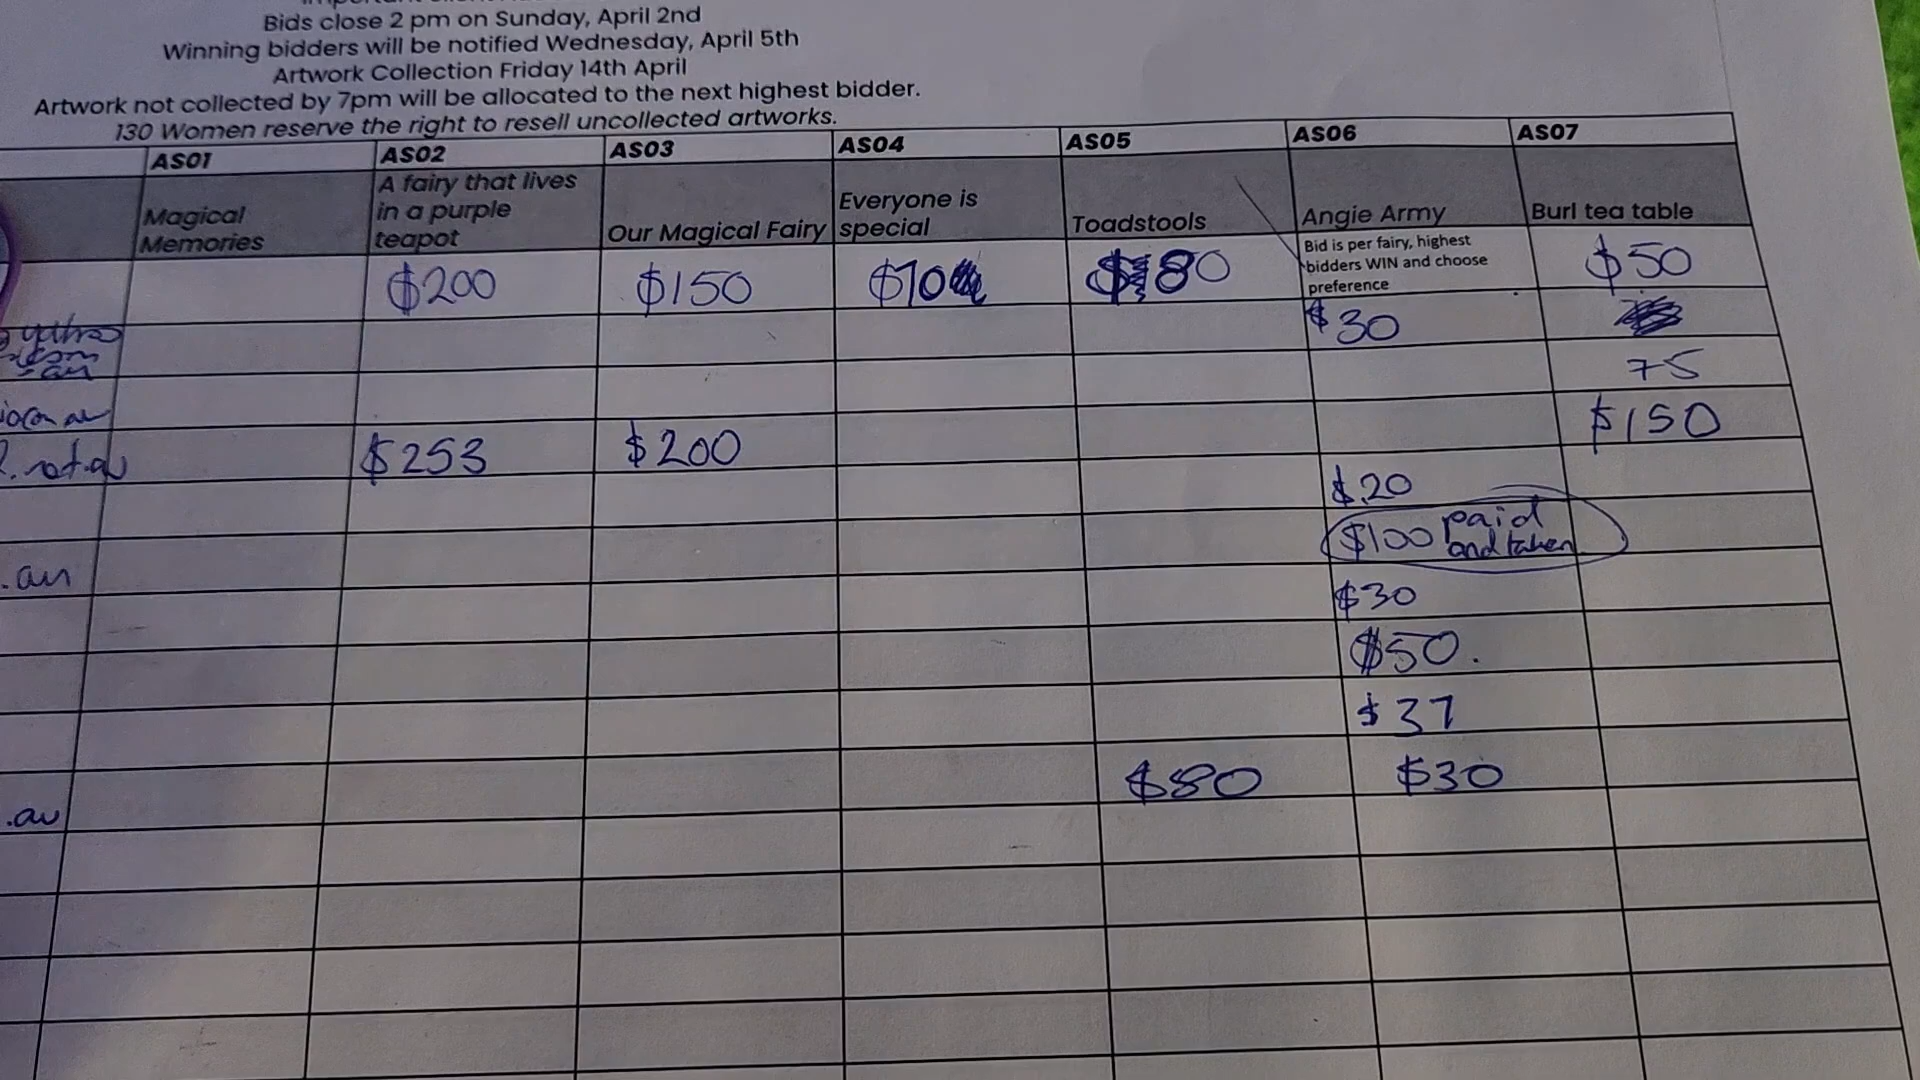 Bids close 2 pm on Sunday, April 2nd
Winning bidders will be notified Wednesday, April 5th
Artwork Collection Friday 14th April
Artwork not collected by 7pm will be allocated to the next highest bidder.
130 Women reserve the right to resell uncollected artworks.
AS01 AS02 AS03 AS04 AS05 AS06 AS07
Magical
Memories
A fairy that lives
in a purple
teapot
Our Magical Fairy
Everyone is
special
Toadstools
Angie Army
Burl tea table
$200 $150 $10 $80
Bid is per fairy, highest
bidders WIN and choose
preference
$50
$30
75
$150
$253 $200
$20
$100 paid
and taken
.au
$30
$50.
$37
$80 $30
.au